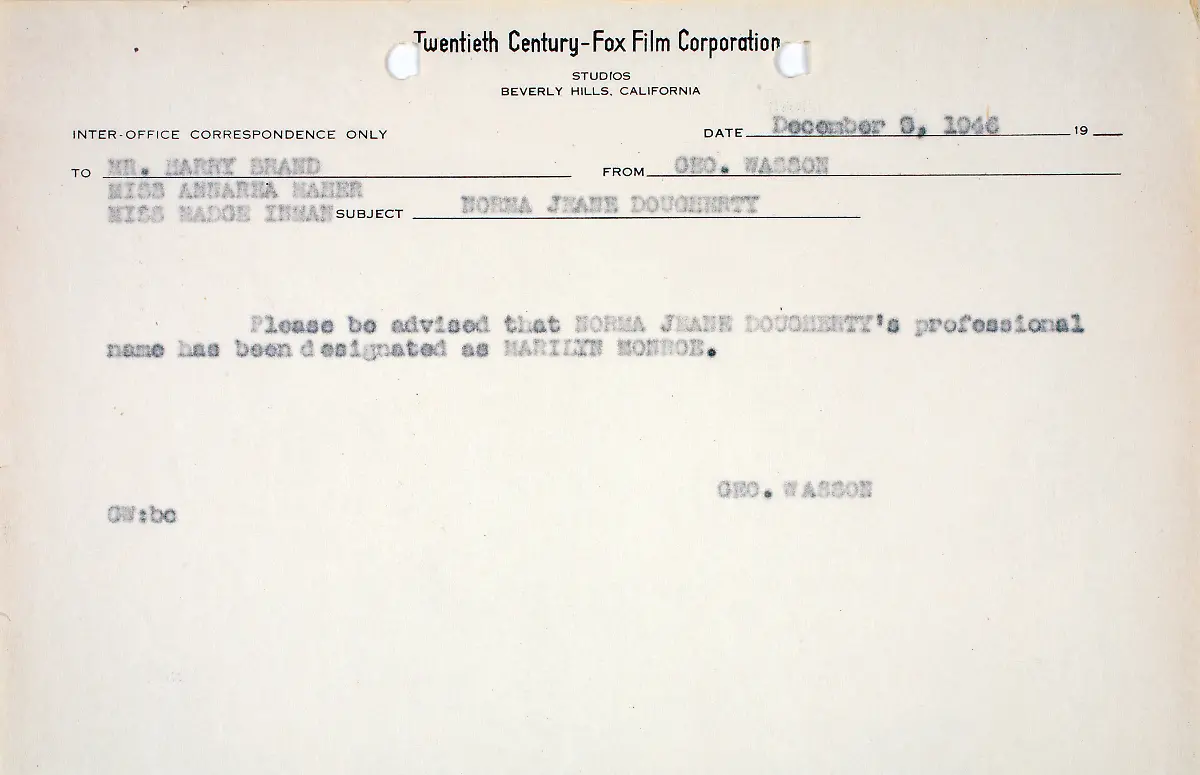 Twentieth Century-Fox Film Corporation
STUDIOS
BEVERLY HILLS, CALIFORNIA
INTER-OFFICE CORRESPONDENCE ONLY
DATE December 1946 19
TO MR. HARRY BRAND FROM GEO. WASSON
MISS MAHER
MISS MADGE INMAN SUBJECT NORMA JEANE DOUGHERTY
Please be advised that NORMA JEANE DOUGHERTY's professional
name has been designated as MARILYN MONROE.
GEO. WASSON
GW:bc